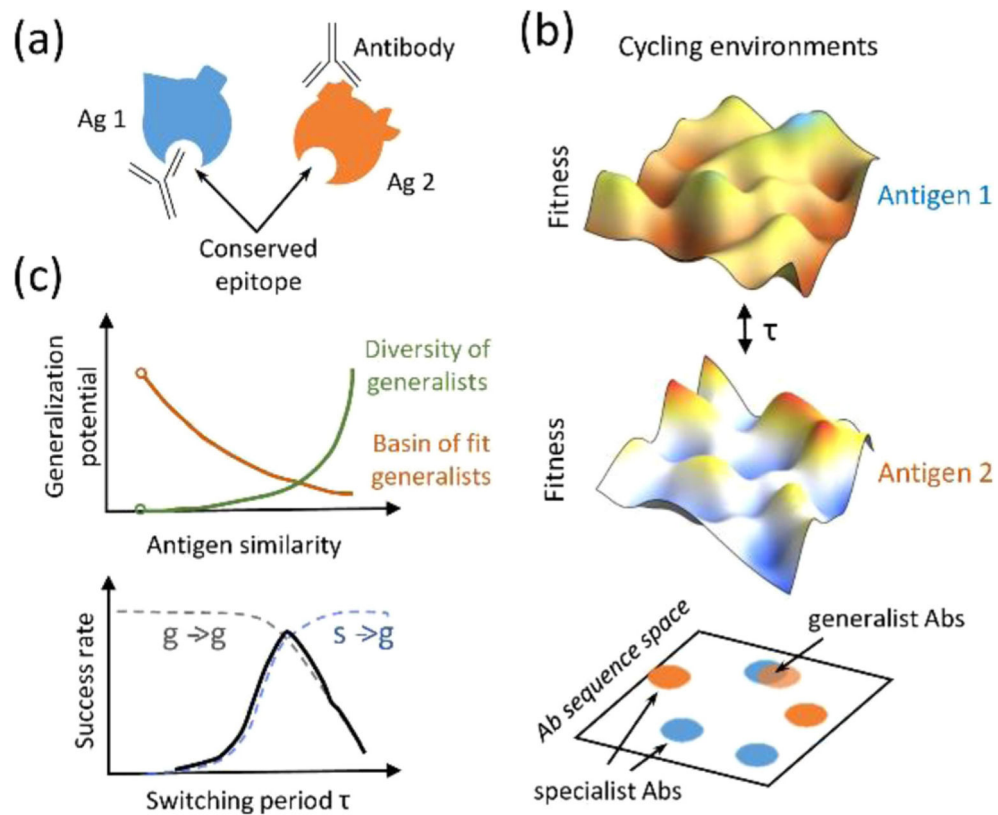 (a)
Antibody
Ag 1
Ag 2
Conserved
epitope
(b)
Cycling environments
Fitness
Antigen 1
τ
Fitness
Antigen 2
generalist Abs
Ab sequence space
specialist Abs
(c)
Generalization
potential
Diversity of
generalists
Basin of fit
generalists
Antigen similarity
Success rate
g ->g
s ->g
Switching period τ